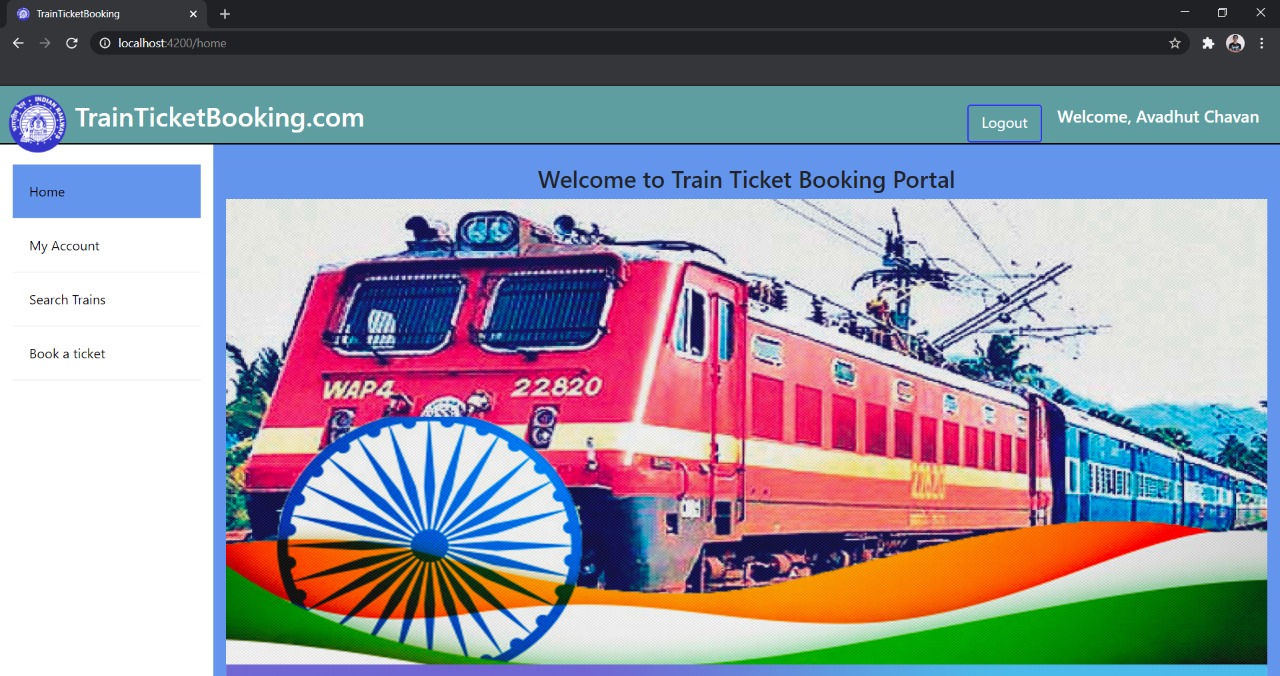 TrainTicketBooking
localhost:4200/home
INDIAN RAILWAYS
TrainTicketBooking.com
Logout
Welcome, Avadhut Chavan
Home
My Account
Search Trains
Book a ticket
Welcome to Train Ticket Booking Portal
WAP4
22820
22820